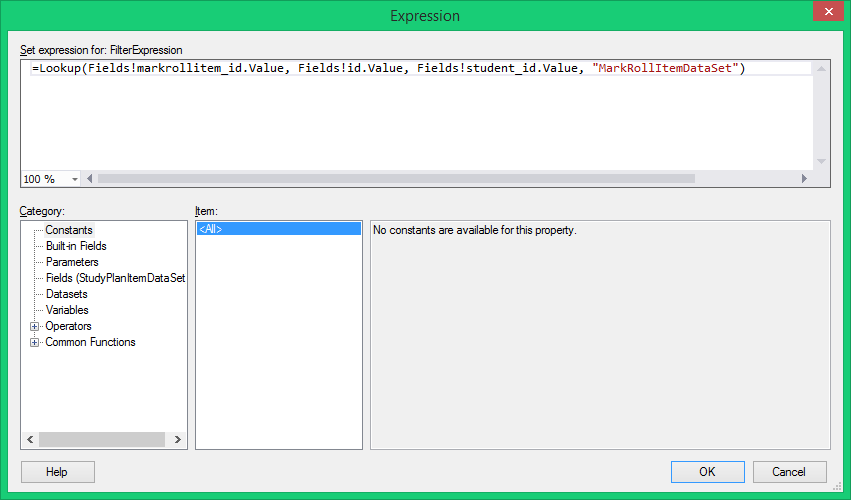 Expression
Set expression for: FilterExpression
=Lookup(Fields!markrollitem_id.Value, Fields!id.Value, Fields!student_id.Value, "MarkRollItemDataSet")
100 %
Category:
Item:
Constants
Built-in Fields
Parameters
Fields (StudyPlanItemDataSet
Datasets
Variables
Operators
Common Functions
<All>
No constants are available for this property.
Help
OK
Cancel